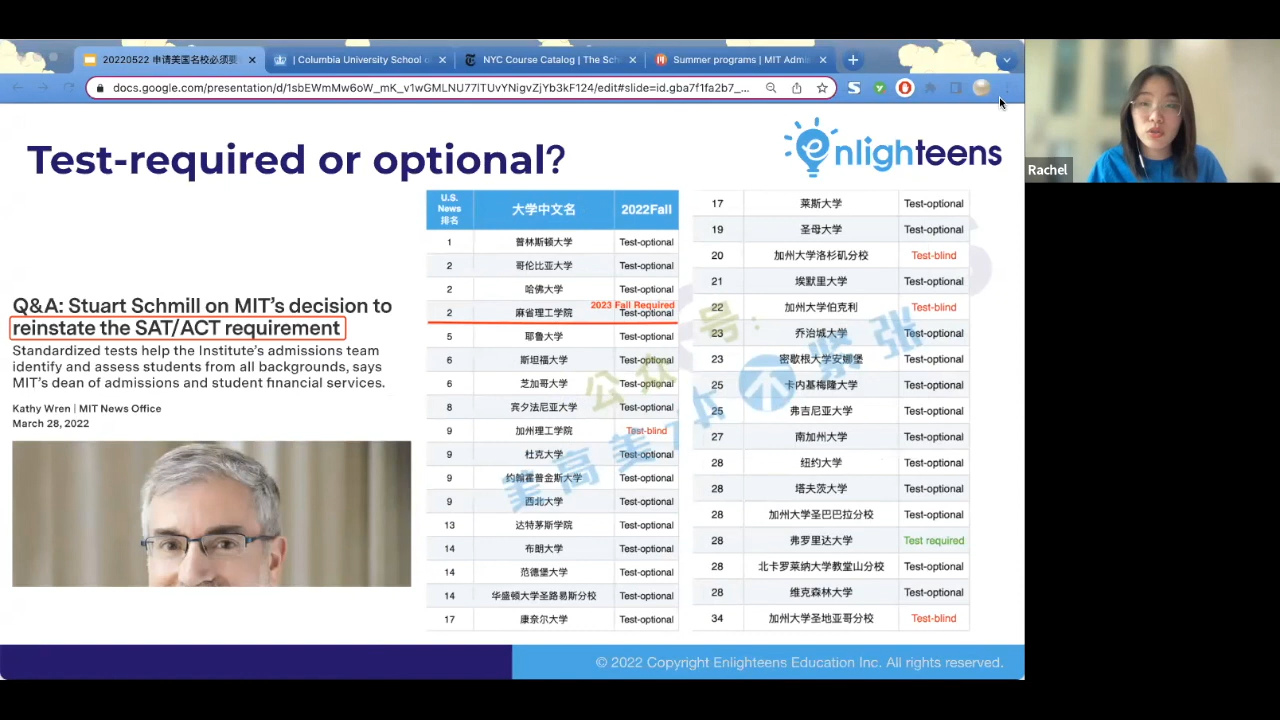 20220522 申请美国名校必须要
| Columbia University School o
NYC Course Catalog | The Sch
Summer programs | MIT Admi
docs.google.com/presentation/d/1sbEWmMw6oW_mK_v1wGMLNU77lTUvYNigvZjYb3kF124/edit#slide=id.gba7f1fa2b7_...
Test-required or optional?
enlighteens
Rachel
Q&A: Stuart Schmill on MIT's decision to
reinstate the SAT/ACT requirement
Standardized tests help the Institute's admissions team
identify and assess students from all backgrounds, says
MIT's dean of admissions and student financial services.
Kathy Wren | MIT News Office
March 28, 2022
U.S. News 排名 大学中文名 2022Fall
1 普林斯顿大学 Test-optional
2 哥伦比亚大学 Test-optional
2 哈佛大学 Test-optional
2023 Fall Required
2 麻省理工学院 Test-optional
5 耶鲁大学 Test-optional
6 斯坦福大学 Test-optional
6 芝加哥大学 Test-optional
8 宾夕法尼亚大学 Test-optional
9 加州理工学院 Test-blind
9 杜克大学 Test-optional
9 约翰霍普金斯大学 Test-optional
9 西北大学 Test-optional
13 达特茅斯学院 Test-optional
14 布朗大学 Test-optional
14 范德堡大学 Test-optional
14 华盛顿大学圣路易斯分校 Test-optional
17 康奈尔大学 Test-optional
17 莱斯大学 Test-optional
19 圣母大学 Test-optional
20 加州大学洛杉矶分校 Test-blind
21 埃默里大学 Test-optional
22 加州大学伯克利 Test-blind
23 乔治城大学 Test-optional
23 密歇根大学安娜堡 Test-optional
25 卡内基梅隆大学 Test-optional
25 弗吉尼亚大学 Test-optional
27 南加州大学 Test-optional
28 纽约大学 Test-optional
28 塔夫茨大学 Test-optional
28 加州大学圣巴巴拉分校 Test-optional
28 弗罗里达大学 Test required
28 北卡罗莱纳大学教堂山分校 Test-optional
28 维克森林大学 Test-optional
34 加州大学圣地亚哥分校 Test-blind
公众号：
美高美本不紧张
© 2022 Copyright Enlighteens Education Inc. All rights reserved.